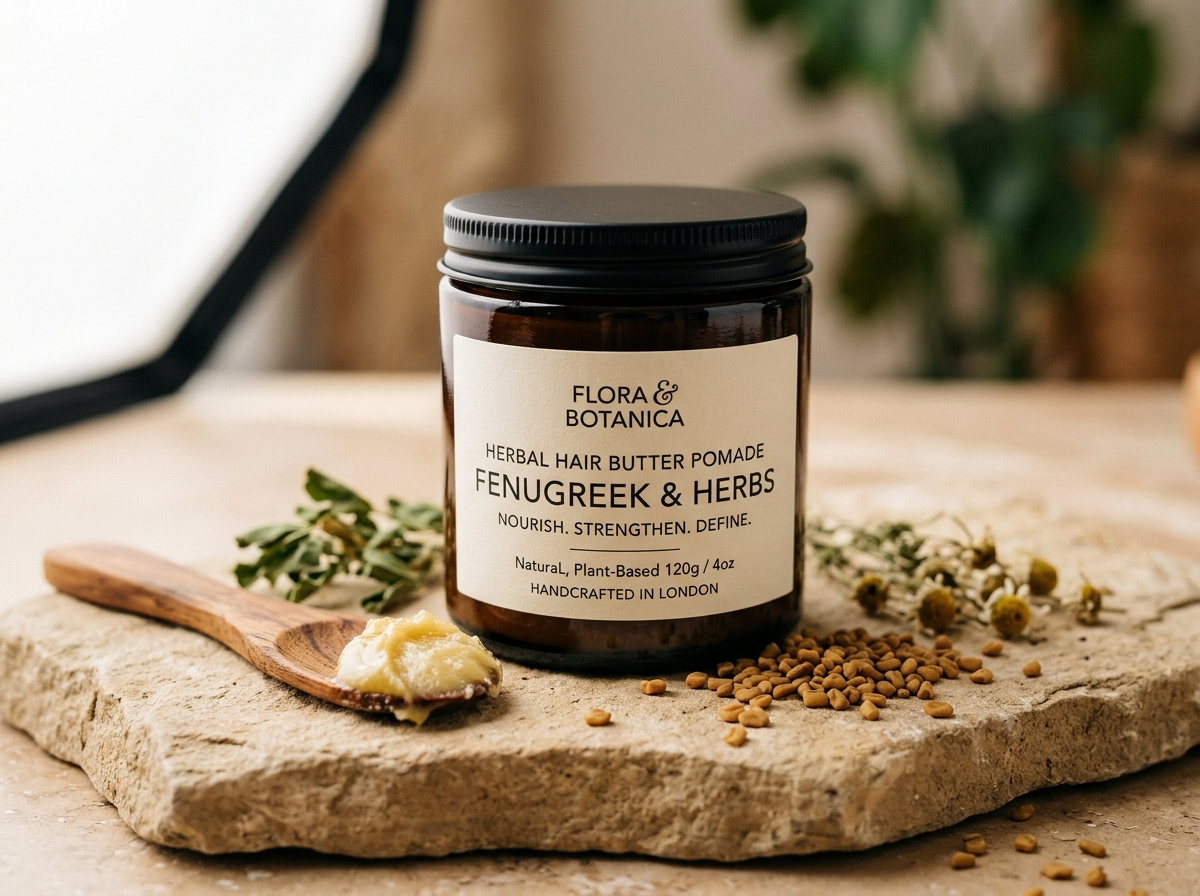 FLORA &
BOTANICA
HERBAL HAIR BUTTER POMADE
FENUGREEK & HERBS
NOURISH. STRENGTHEN. DEFINE.
Natural, Plant-Based 120g / 4oz
HANDCRAFTED IN LONDON